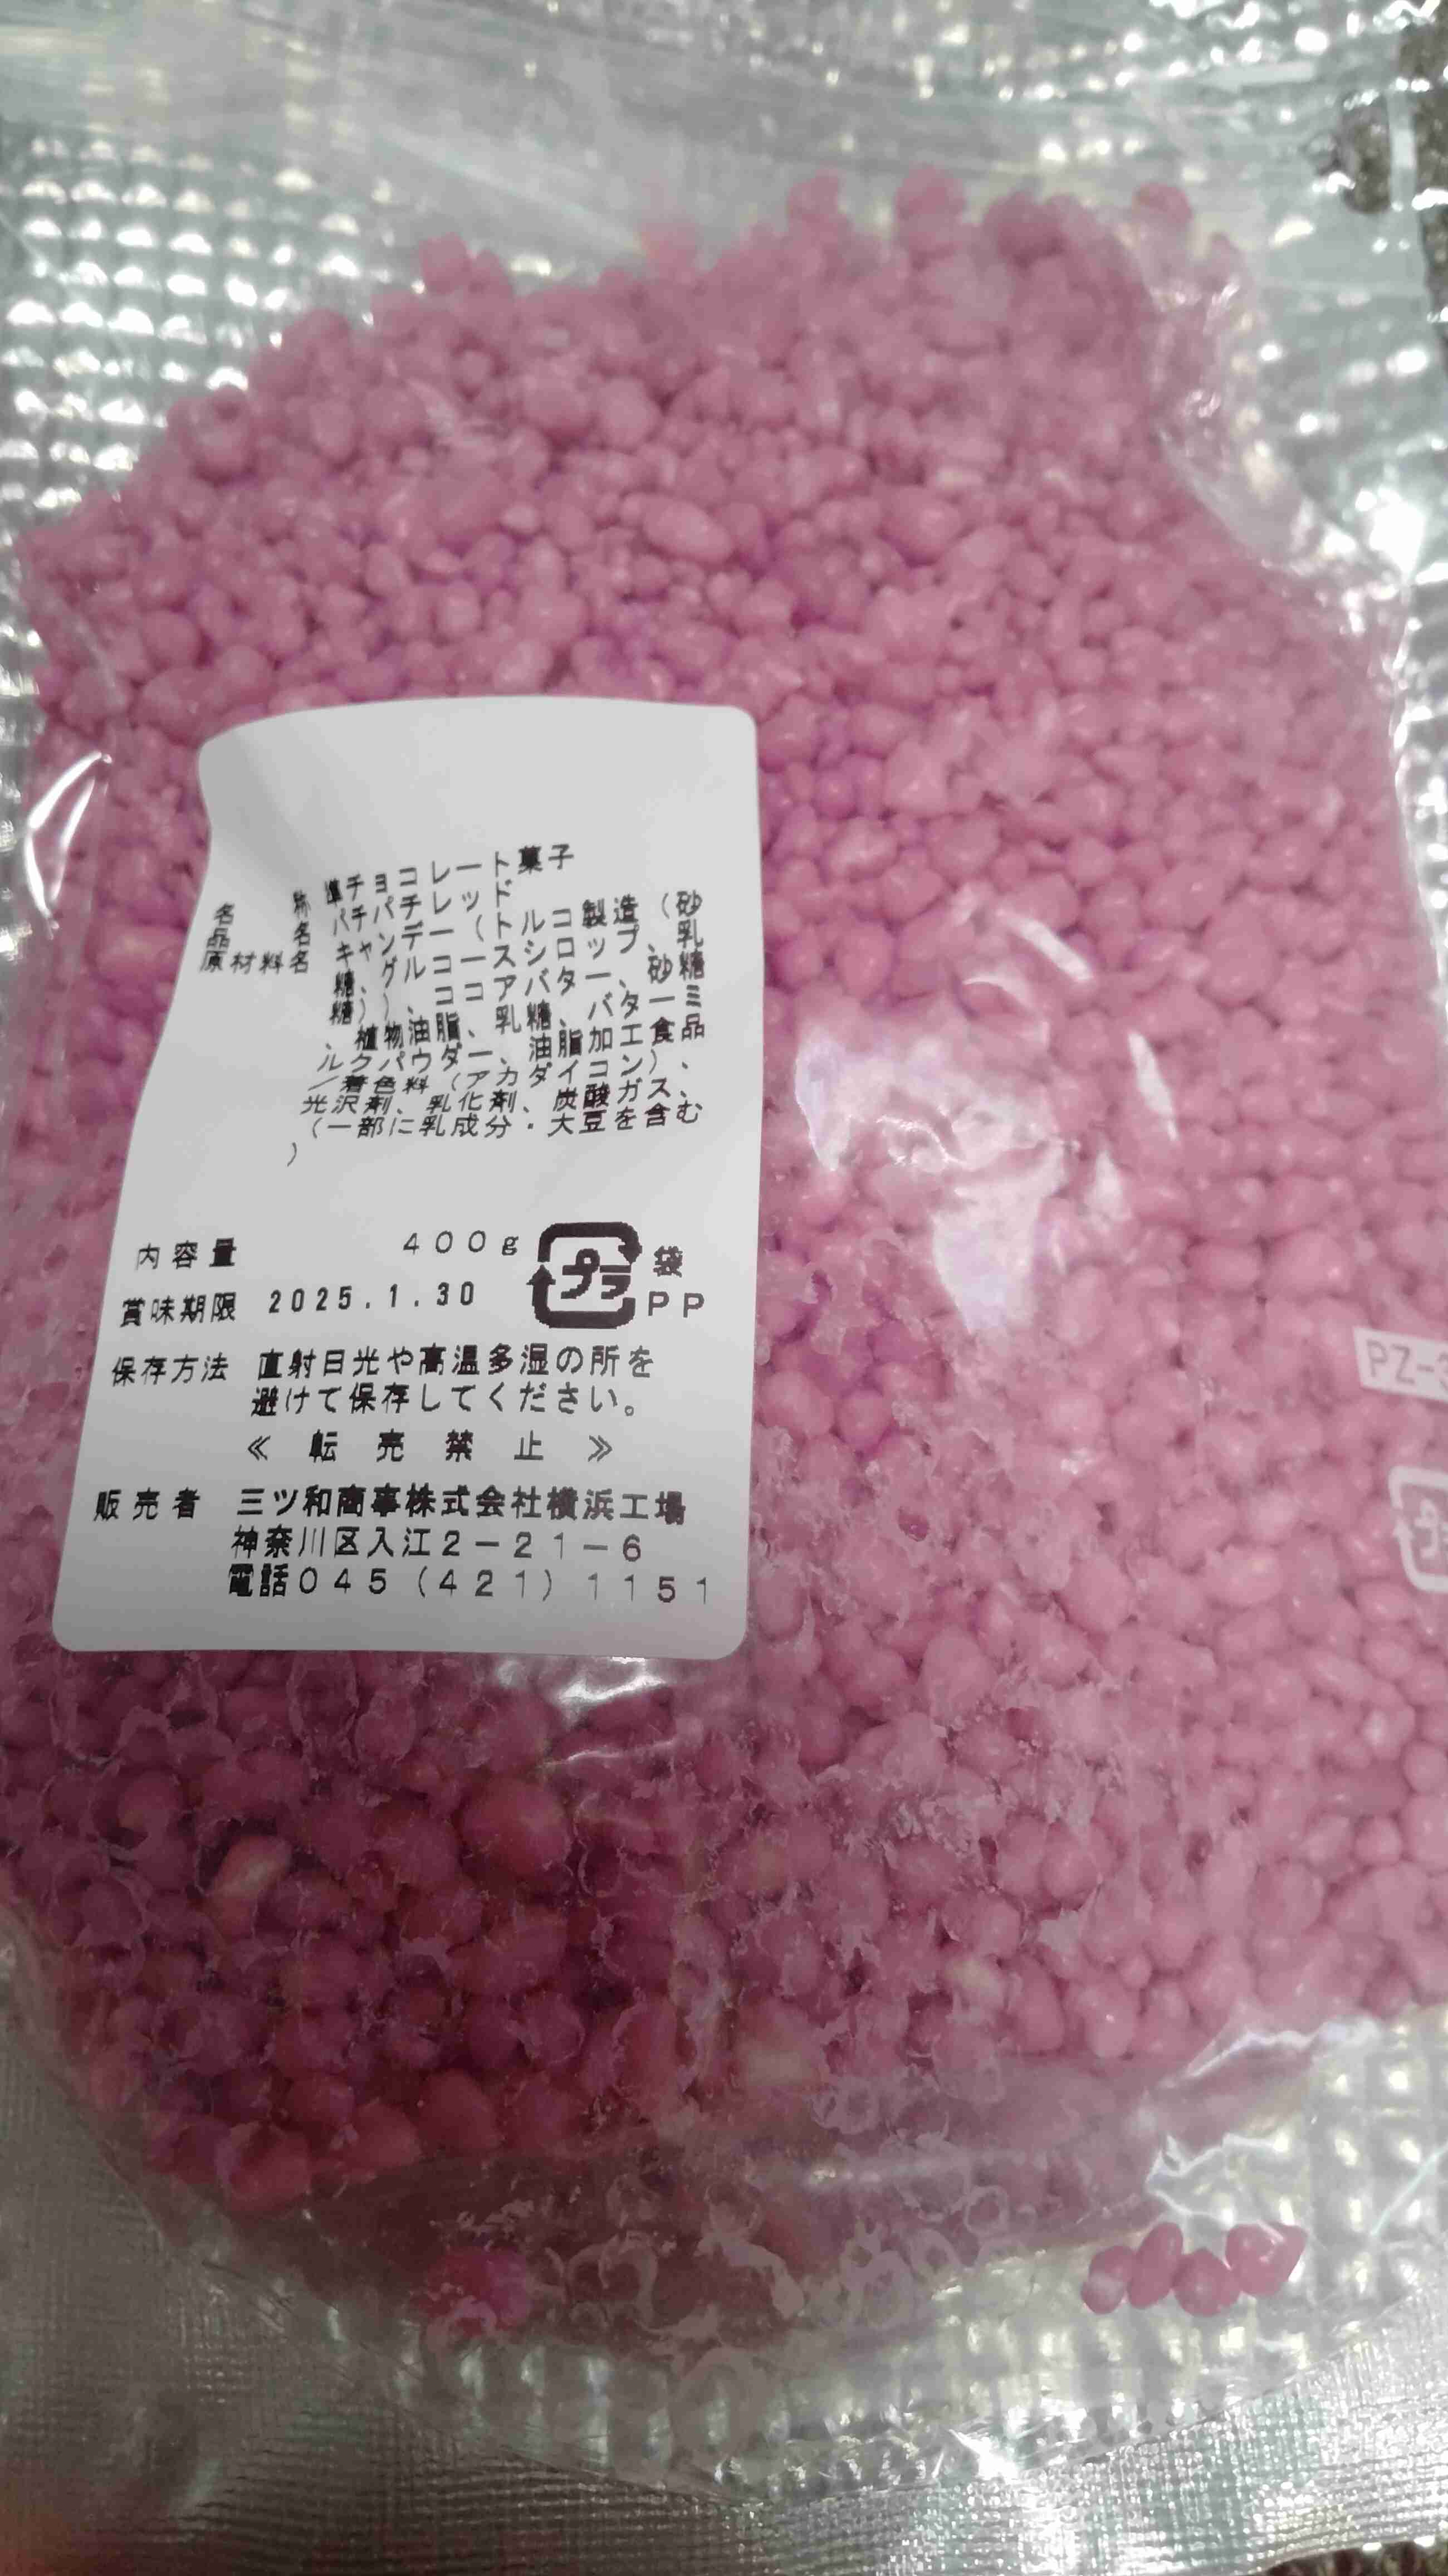 名称 準チョコレート菓子
品名 パチパチレッド
原材料名 キャンデー（トルコ製造（砂
糖、グルコースシロップ、乳
糖））、ココアバター、砂糖
、植物油脂、乳糖、バターミ
ルクパウダー、油脂加工食品
／着色料（アカダイコン）、
光沢剤、乳化剤、炭酸ガス、
（一部に乳成分・大豆を含む
）
内容量 400g
プラ 袋
PP
賞味期限 2025.1.30
保存方法 直射日光や高温多湿の所を
避けて保存してください。
≪ 転売禁止 ≫
販売者 三ツ和商事株式会社横浜工場
神奈川区入江2－21－6
電話045（421）1151
PZ-